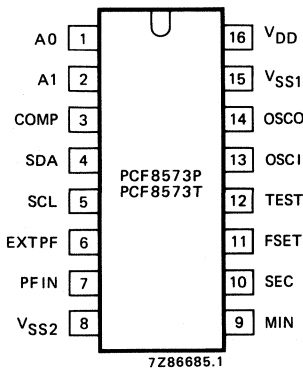 A0 1 16 VDD
A1 2 15 VSS1
COMP 3 14 OSCO
SDA 4 13 OSCI
PCF8573P
PCF8573T
SCL 5 12 TEST
EXTPF 6 11 FSET
PFIN 7 10 SEC
VSS2 8 9 MIN
7Z86685.1